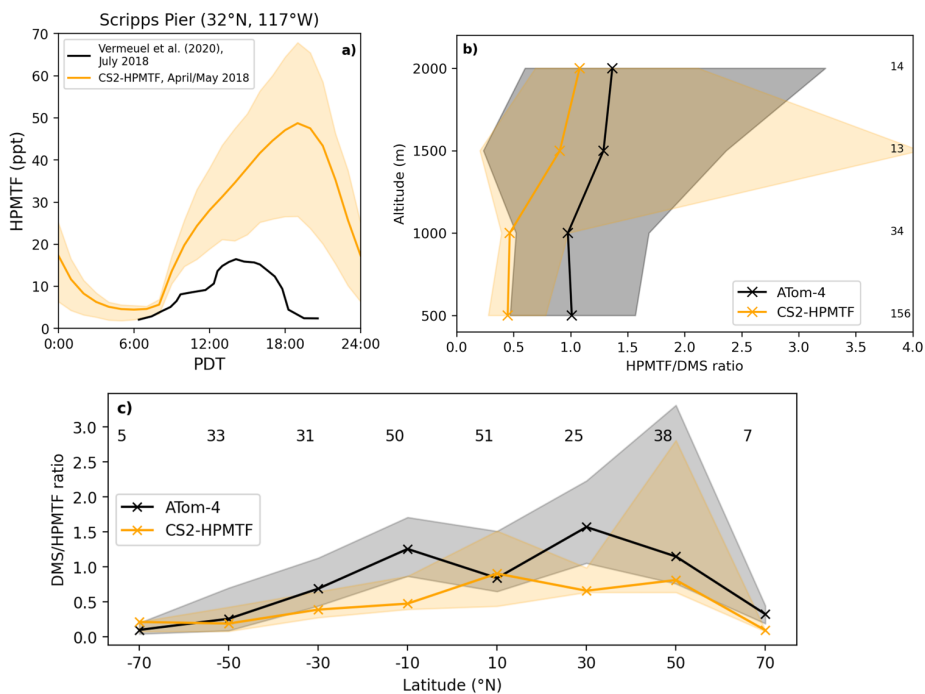 Scripps Pier (32°N, 117°W)
a)
Vermeuel et al. (2020),
July 2018
CS2-HPMTF, April/May 2018
HPMTF (ppt)
70
60
50
40
30
20
10
0
0:00 6:00 12:00 18:00 24:00
PDT
b)
Altitude (m)
2000
1500
1000
500
14
13
34
156
ATom-4
CS2-HPMTF
0.0 0.5 1.0 1.5 2.0 2.5 3.0 3.5 4.0
HPMTF/DMS ratio
c)
5 33 31 50 51 25 38 7
DMS/HPMTF ratio
3.0
2.5
2.0
1.5
1.0
0.5
0.0
ATom-4
CS2-HPMTF
-70 -50 -30 -10 10 30 50 70
Latitude (°N)